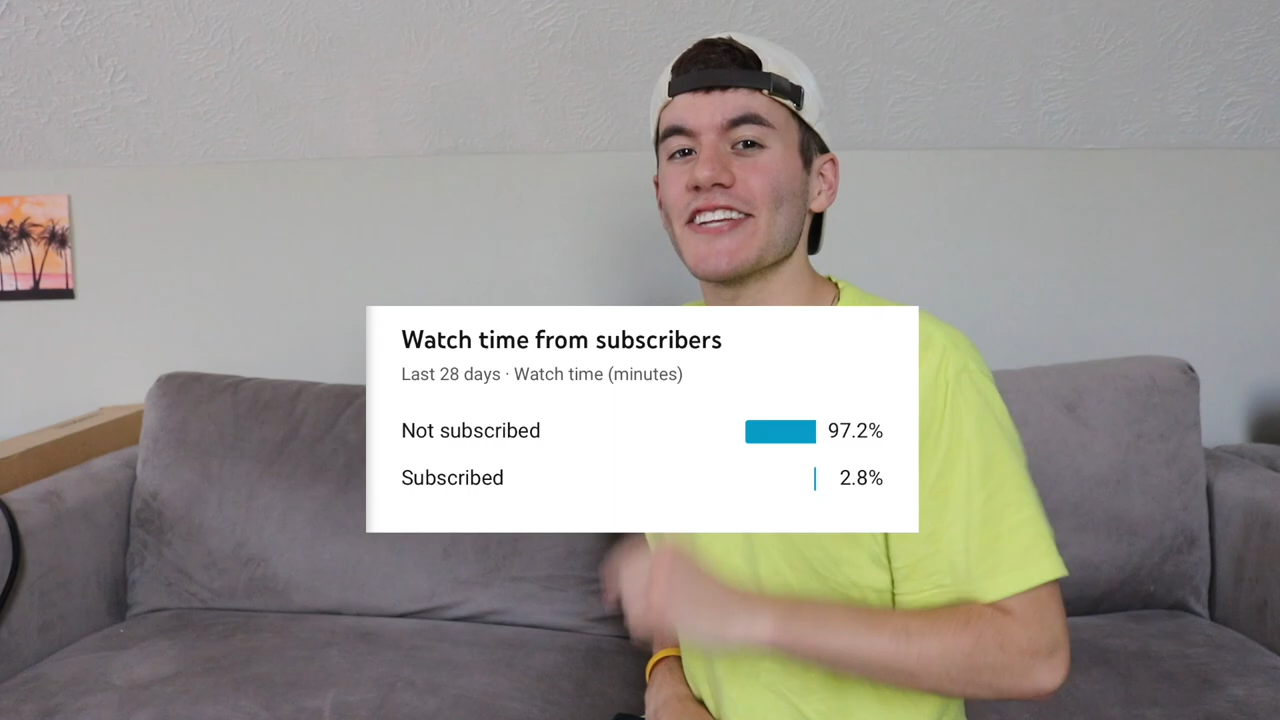 Watch time from subscribers
Last 28 days · Watch time (minutes)
Not subscribed 97.2%
Subscribed 2.8%